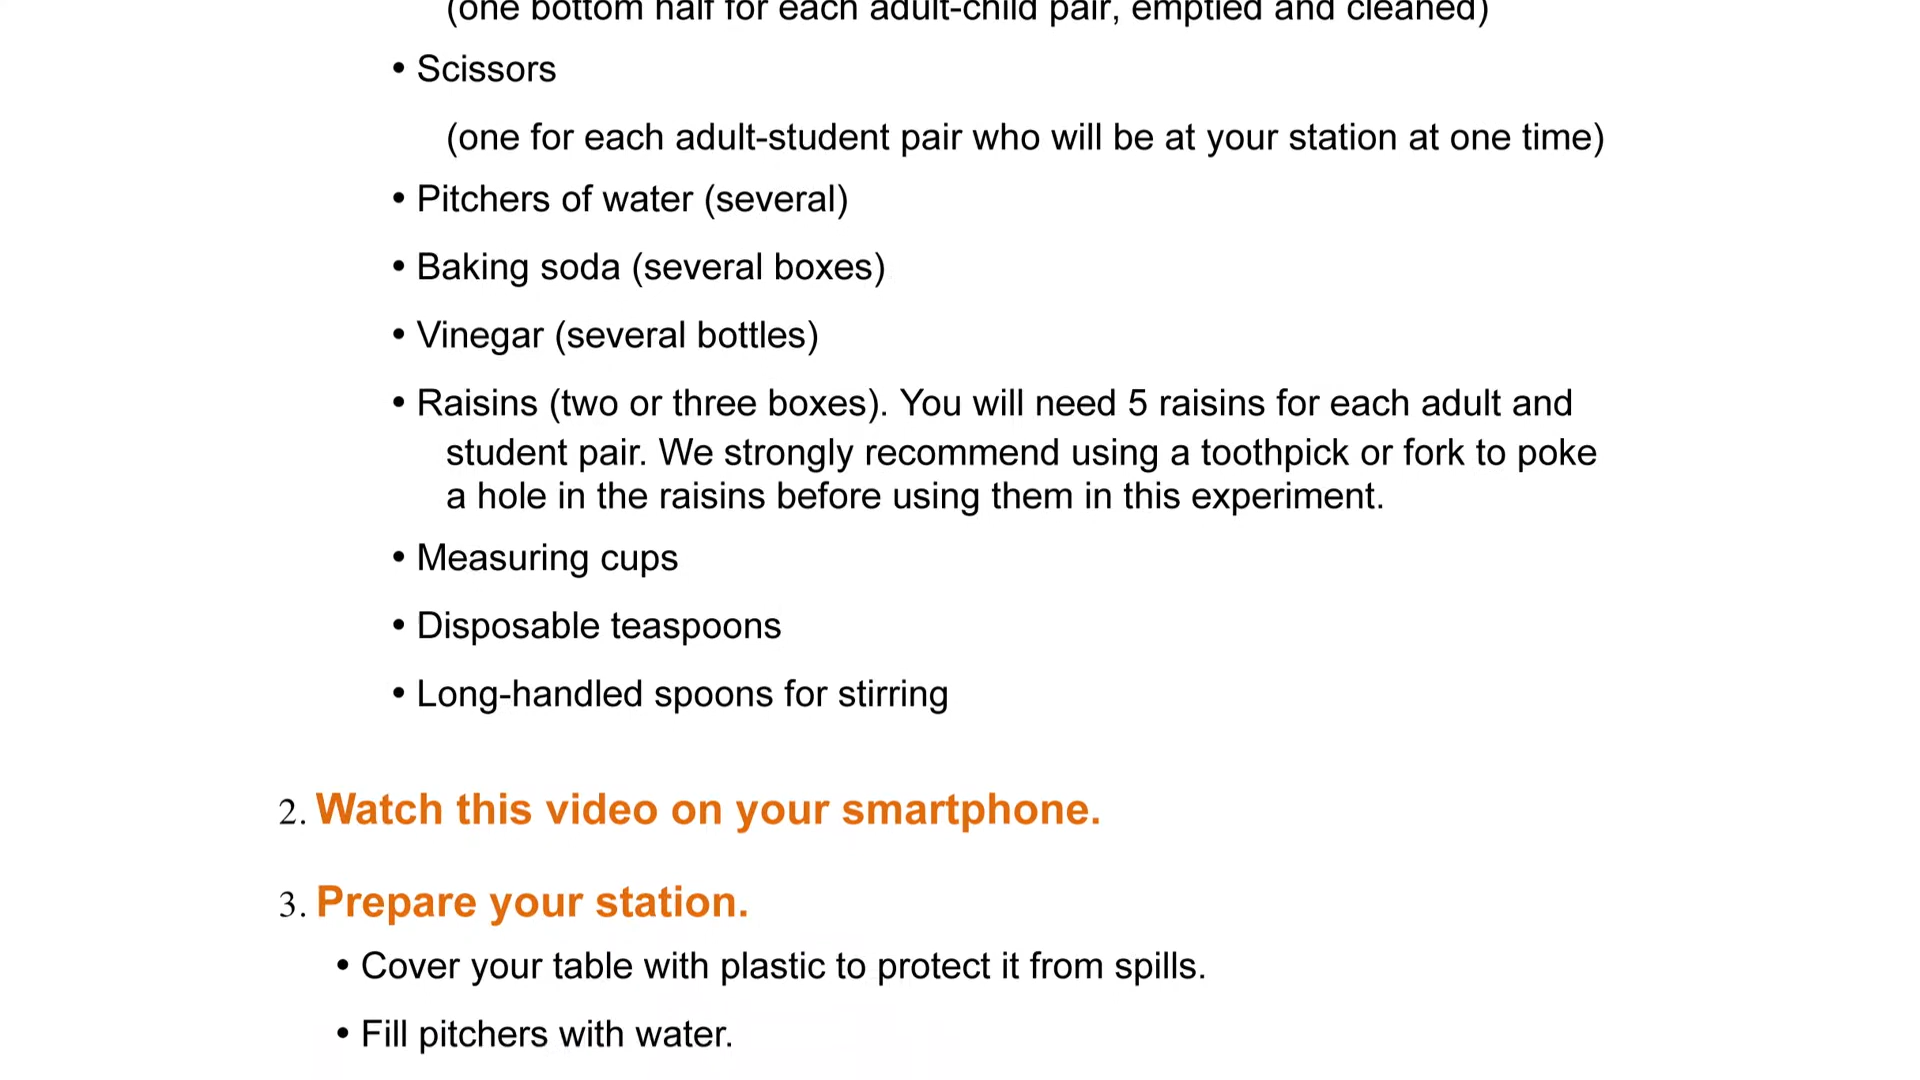 (one bottom half for each adult-child pair, emptied and cleaned)
• Scissors
(one for each adult-student pair who will be at your station at one time)
• Pitchers of water (several)
• Baking soda (several boxes)
• Vinegar (several bottles)
• Raisins (two or three boxes). You will need 5 raisins for each adult and
student pair. We strongly recommend using a toothpick or fork to poke
a hole in the raisins before using them in this experiment.
• Measuring cups
• Disposable teaspoons
• Long-handled spoons for stirring
2. Watch this video on your smartphone.
3. Prepare your station.
• Cover your table with plastic to protect it from spills.
• Fill pitchers with water.